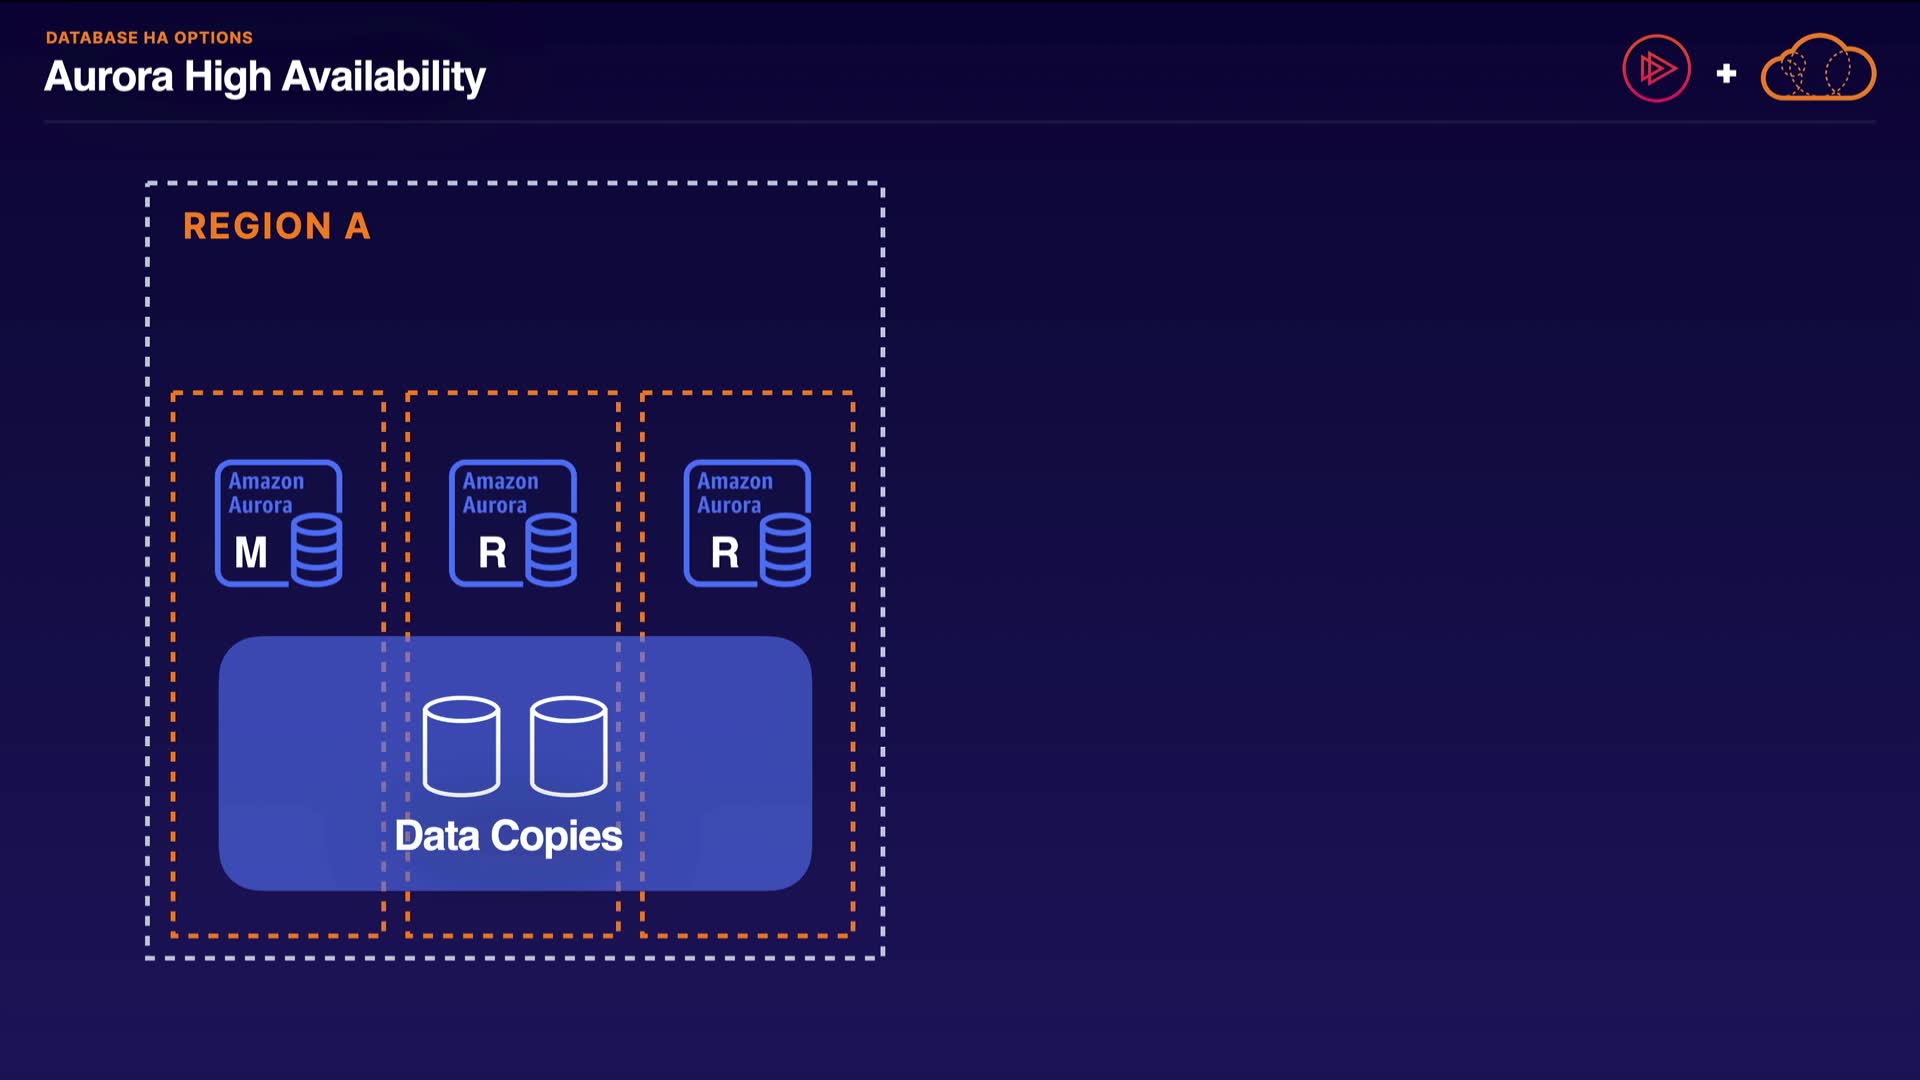 DATABASE HA OPTIONS
Aurora High Availability
+
REGION A
Amazon
Aurora
M
Amazon
Aurora
R
Amazon
Aurora
R
Data Copies